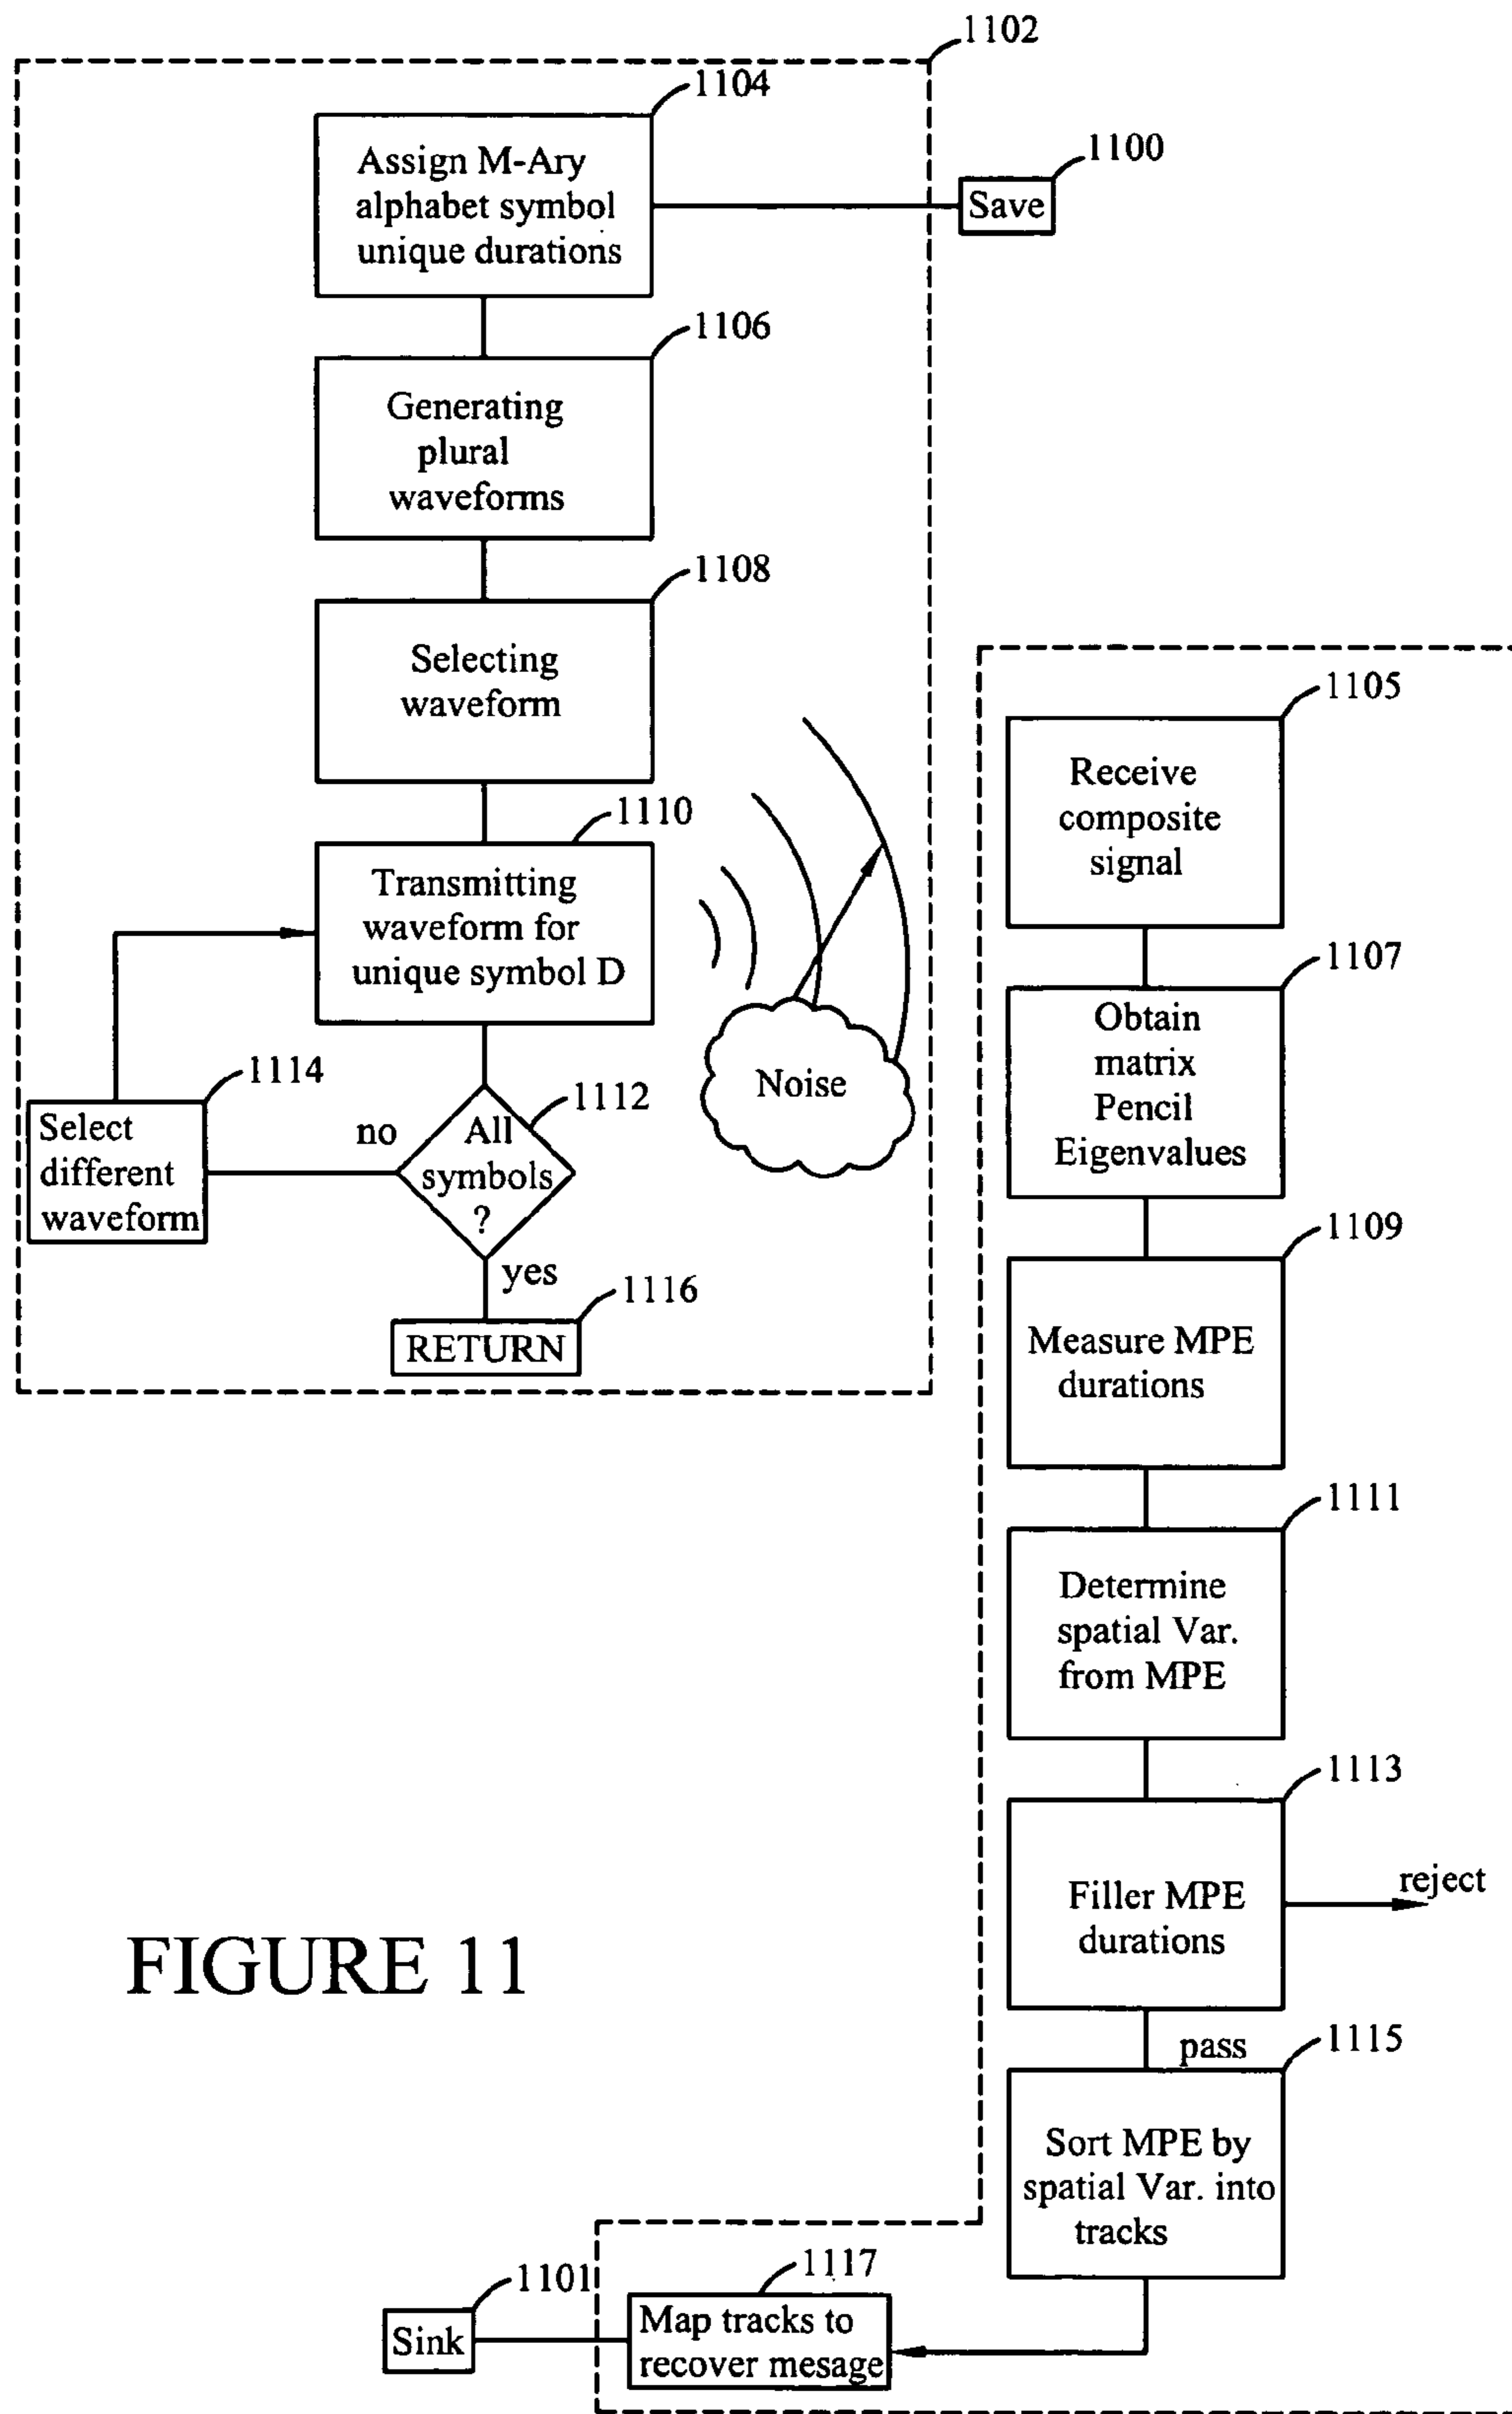 1102
1104
Assign M-Ary
alphabet symbol
unique durations
1100
Save
1106
Generating
plural
waveforms
1108
Selecting
waveform
1110
Transmitting
waveform for
unique symbol D
1114
Select
different
waveform
no
1112
All
symbols
?
yes
1116
RETURN
Noise
1105
Receive
composite
signal
1107
Obtain
matrix
Pencil
Eigenvalues
1109
Measure MPE
durations
1111
Determine
spatial Var.
from MPE
1113
Filler MPE
durations
reject
pass
1115
Sort MPE by
spatial Var. into
tracks
1117
Map tracks to
recover mesage
1101
Sink
FIGURE 11